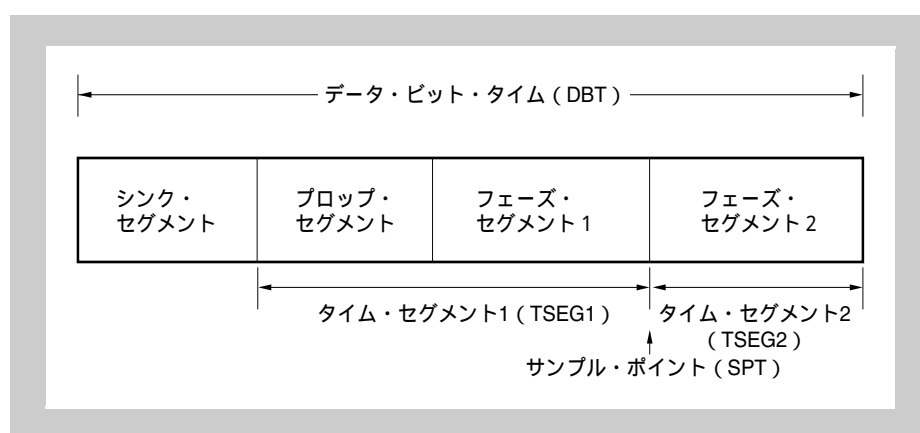 データ・ビット・タイム（DBT）
シンク・
セグメント
プロップ・
セグメント
フェーズ・
セグメント1
フェーズ・
セグメント2
タイム・セグメント1（TSEG1）
タイム・セグメント2
（TSEG2）
サンプル・ポイント（SPT）